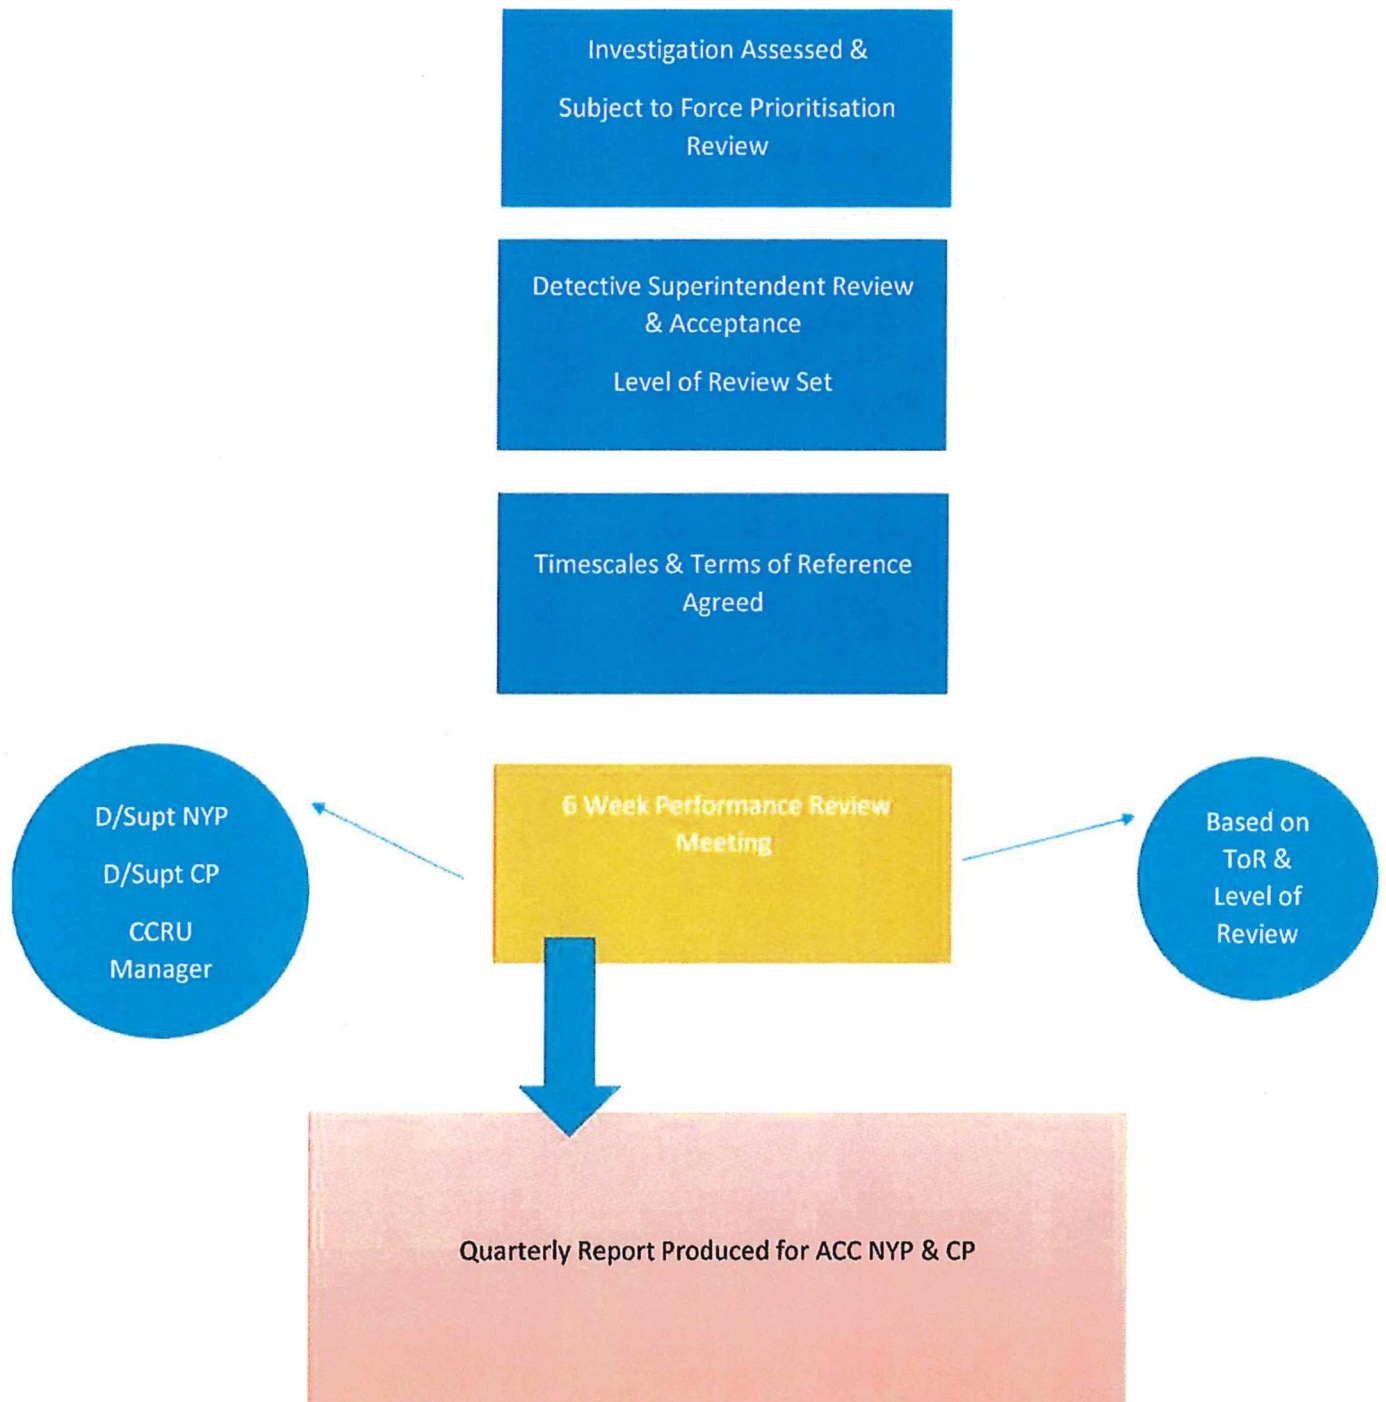 Investigation Assessed &
Subject to Force Prioritisation
Review
Detective Superintendent Review
& Acceptance
Level of Review Set
Timescales & Terms of Reference
Agreed
D/Supt NYP
D/Supt CP
CCRU
Manager
6 Week Performance Review
Meeting
Based on
ToR &
Level of
Review
Quarterly Report Produced for ACC NYP & CP